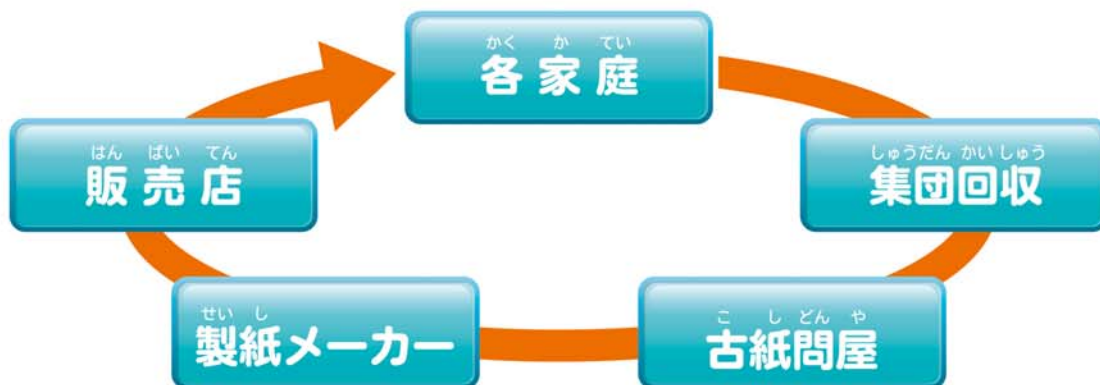 かく か てい
各家庭
しゅうだん かい しゅう
集団回収
こ し どん や
古紙問屋
せい し
製紙メーカー
はん ばい てん
販売店